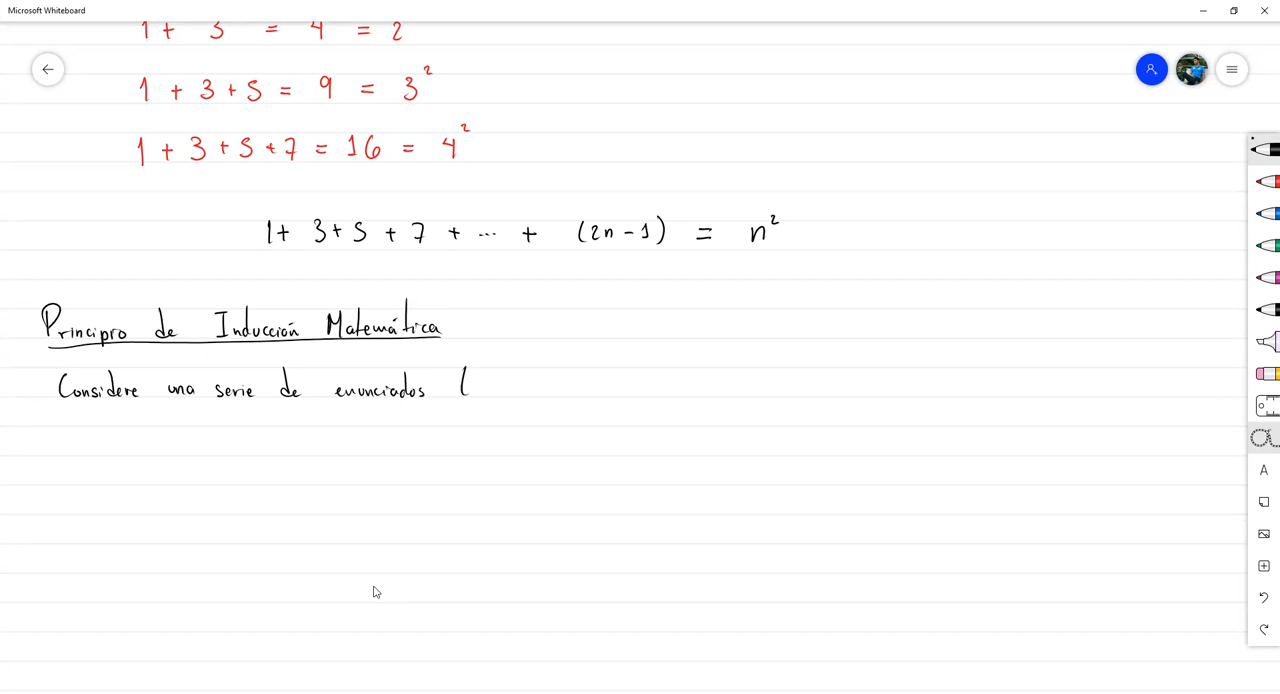 Microsoft Whiteboard
1 + 3 = 4 = 2
1 + 3 + 5 = 9 = 3²
1 + 3 + 5 + 7 = 16 = 4²
1 + 3 + 5 + 7 + ... + (2n - 1) = n²
Principio de Inducción Matemática
Considere una serie de enunciados (
A